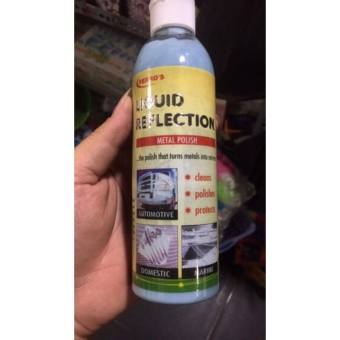 LIQUID
REFLECTION
METAL POLISH
...the polish that turns metals into
• cleans
• polishes
• protects
AUTOMOTIVE
DOMESTIC
MARINE